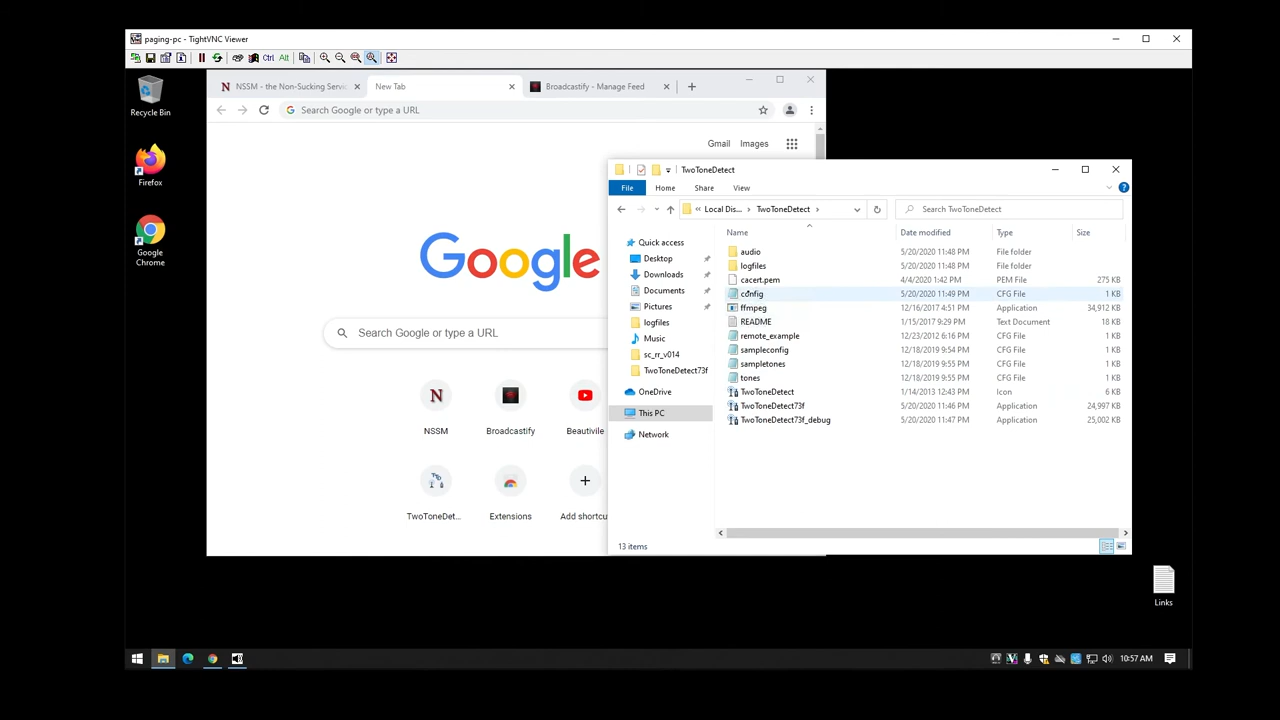 paging-pc - TightVNC Viewer
Ctrl Alt
Recycle Bin
Firefox
Google
Chrome
N NSSM - the Non-Sucking Servic
New Tab
Broadcastify - Manage Feed
Search Google or type a URL
Gmail Images
Google
Search Google or type a URL
N
NSSM
Broadcastify
Beautivile
TwoToneDet...
Extensions
Add shortcu
TwoToneDetect
File Home Share View
« Local Dis... > TwoToneDetect >
Search TwoToneDetect
Quick access
Desktop
Downloads
Documents
Pictures
logfiles
Music
sc_rr_v014
TwoToneDetect73f
OneDrive
This PC
Network
Name Date modified Type Size
audio 5/20/2020 11:48 PM File folder
logfiles 5/20/2020 11:48 PM File folder
cacert.pem 4/4/2020 1:42 PM PEM File 275 KB
config 5/20/2020 11:49 PM CFG File 1 KB
ffmpeg 12/16/2017 4:51 PM Application 34,912 KB
README 1/15/2017 9:29 PM Text Document 18 KB
remote_example 12/23/2012 6:16 PM CFG File 1 KB
sampleconfig 12/18/2019 9:54 PM CFG File 1 KB
sampletones 12/18/2019 9:55 PM CFG File 1 KB
tones 12/18/2019 9:55 PM CFG File 1 KB
TwoToneDetect 1/14/2013 12:43 PM Icon 6 KB
TwoToneDetect73f 5/20/2020 11:46 PM Application 24,997 KB
TwoToneDetect73f_debug 5/20/2020 11:47 PM Application 25,002 KB
13 items
Links
10:57 AM